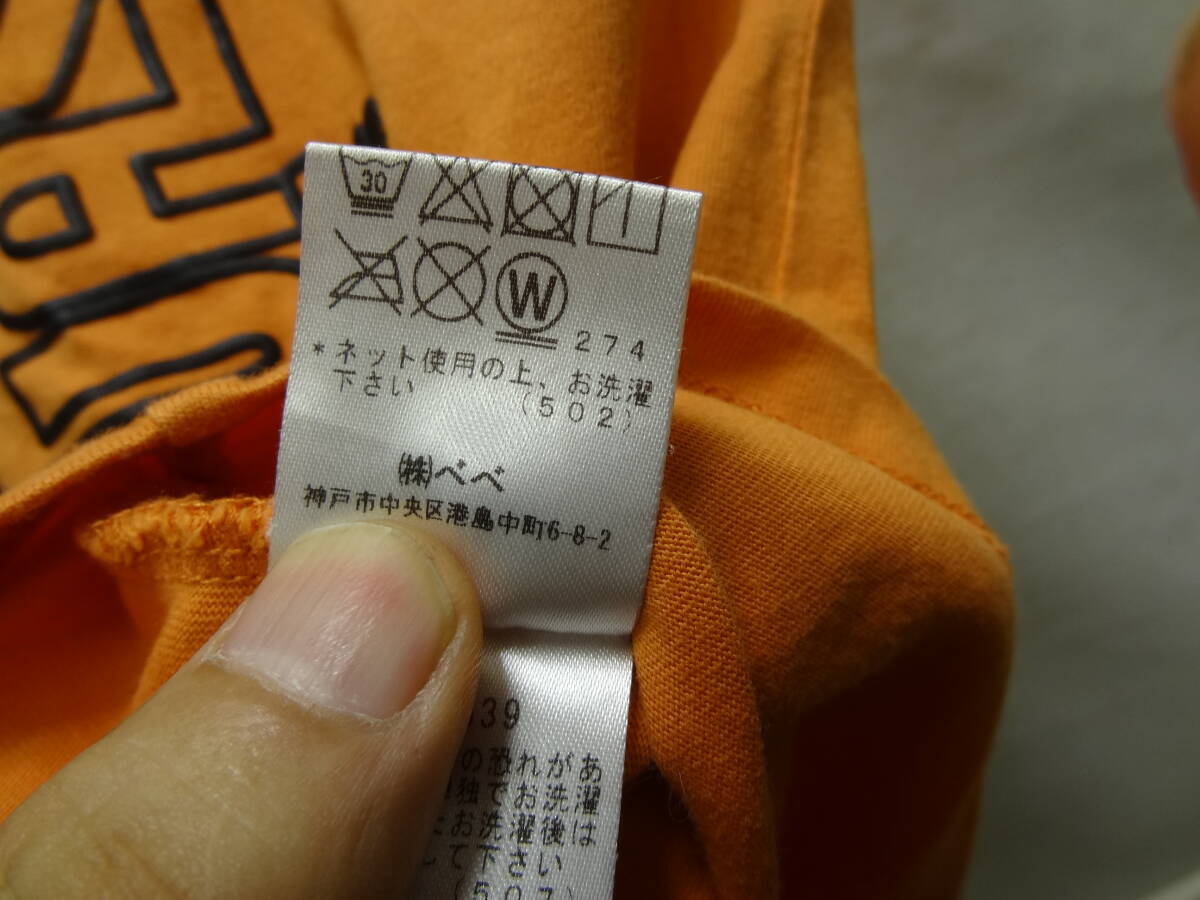 30
W 274
*ネット使用の上、お洗濯
下さい (502)
㈱べべ
神戸市中央区港島中町6-8-2
39
の恐れがあ
独でお洗濯
お洗濯後は
して下さい
(507